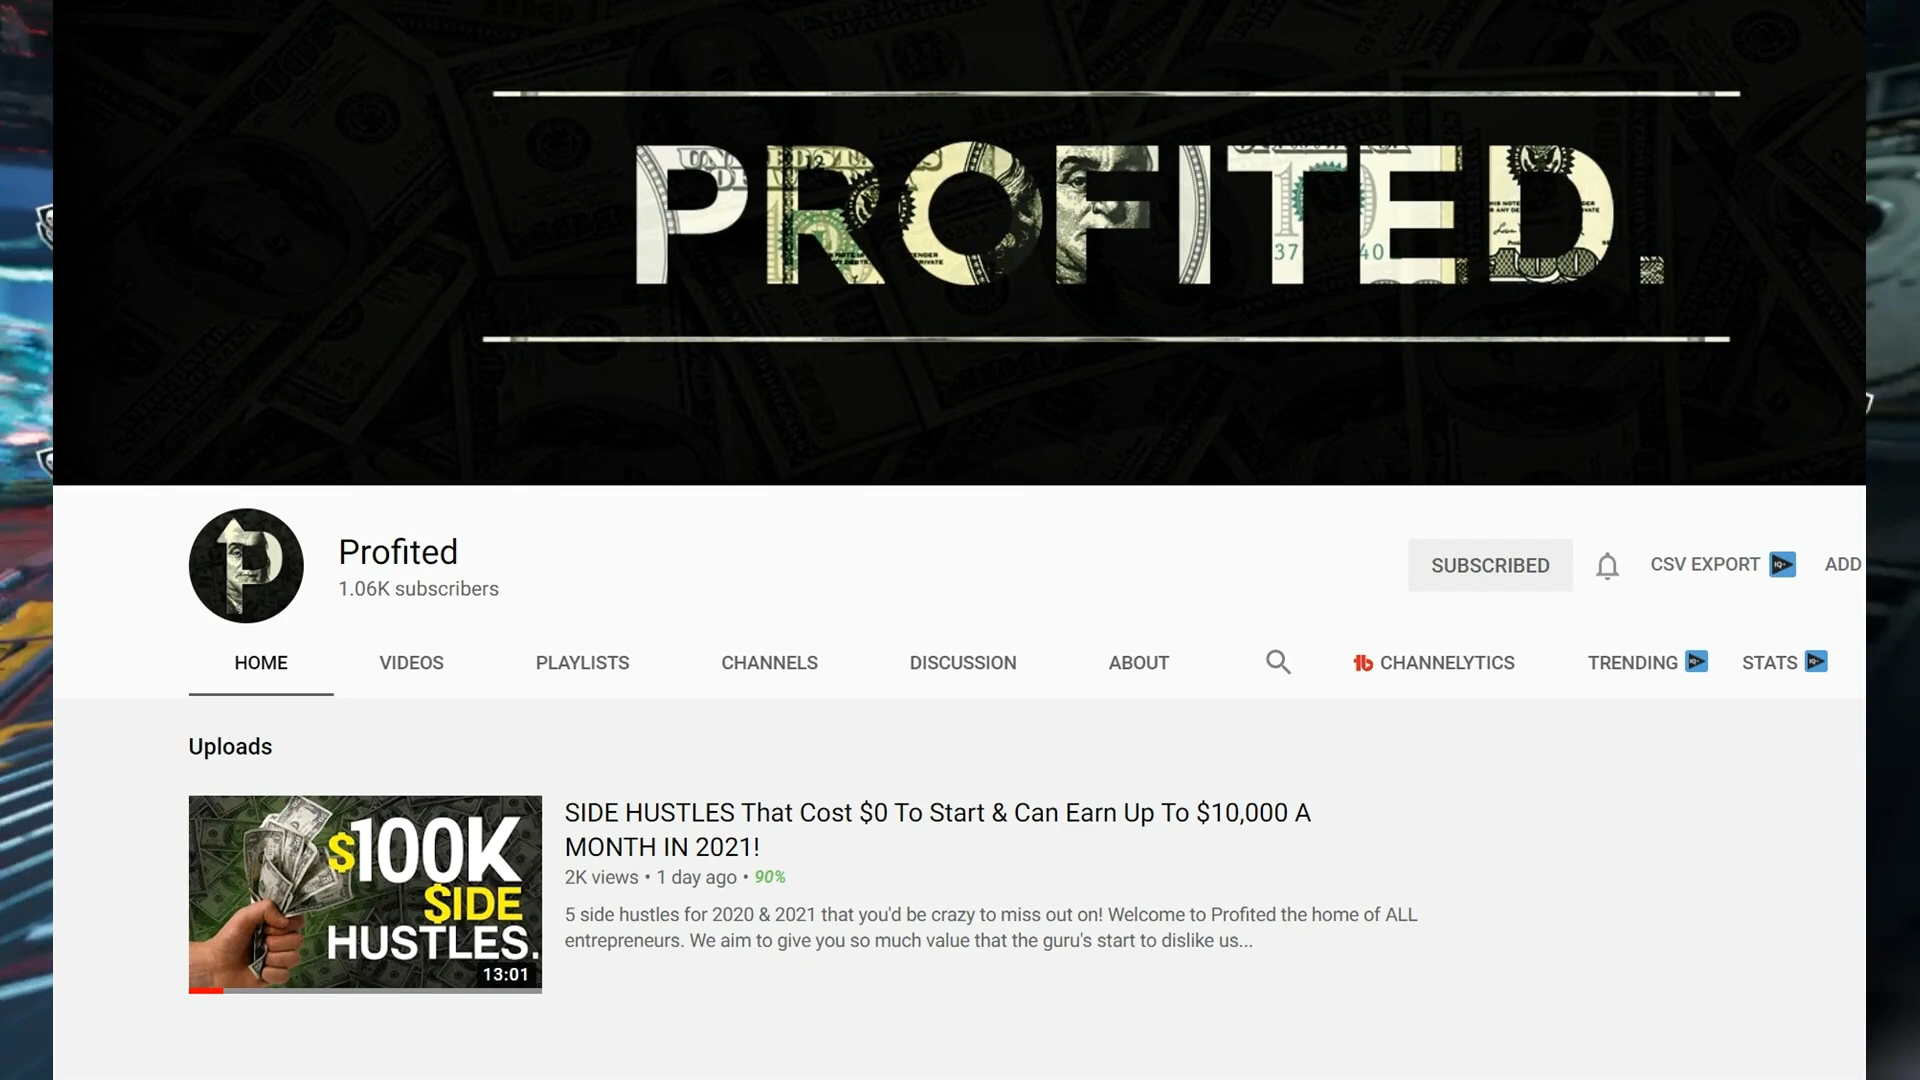 PROFITED.
Profited
1.06K subscribers
SUBSCRIBED
CSV EXPORT
ADD
HOME
VIDEOS
PLAYLISTS
CHANNELS
DISCUSSION
ABOUT
CHANNELYTICS
TRENDING
STATS
Uploads
$100K
$IDE
HUSTLES.
13:01
SIDE HUSTLES That Cost $0 To Start & Can Earn Up To $10,000 A
MONTH IN 2021!
2K views • 1 day ago • 90%
5 side hustles for 2020 & 2021 that you'd be crazy to miss out on! Welcome to Profited the home of ALL
entrepreneurs. We aim to give you so much value that the guru's start to dislike us...